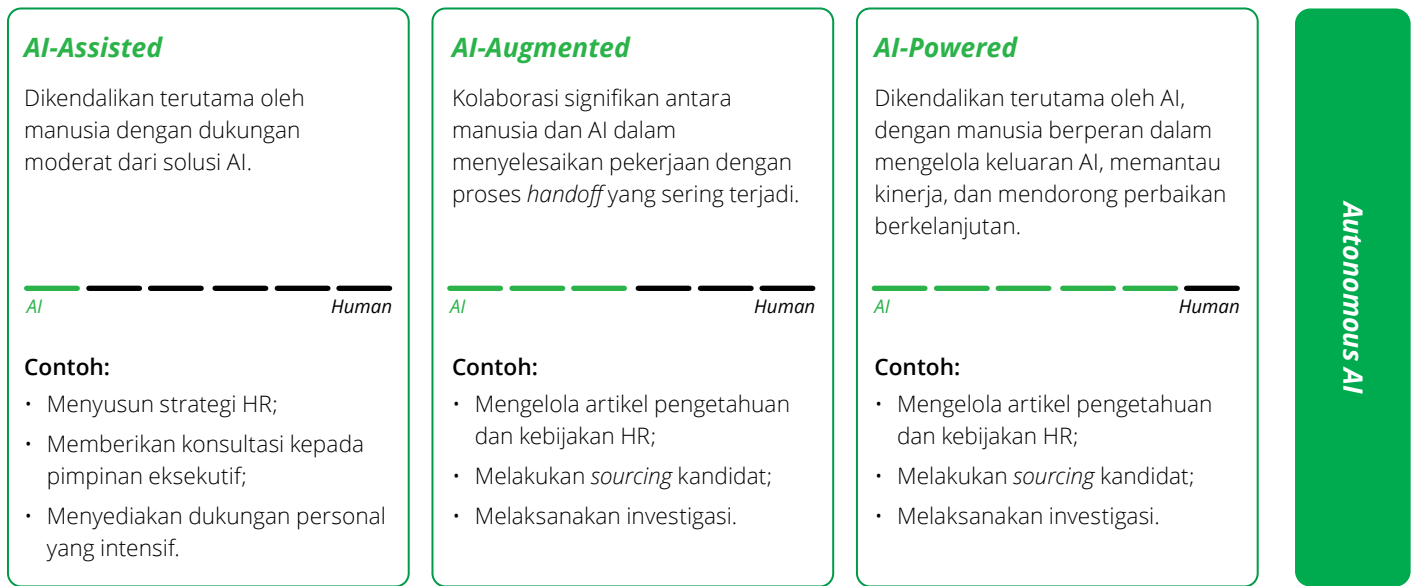 AI-Assisted
Dikendalikan terutama oleh
manusia dengan dukungan
moderat dari solusi AI.
AI
Human
Contoh:
• Menyusun strategi HR;
• Memberikan konsultasi kepada
pimpinan eksekutif;
• Menyediakan dukungan personal
yang intensif.
AI-Augmented
Kolaborasi signifikan antara
manusia dan AI dalam
menyelesaikan pekerjaan dengan
proses handoff yang sering terjadi.
AI
Human
Contoh:
• Mengelola artikel pengetahuan
dan kebijakan HR;
• Melakukan sourcing kandidat;
• Melaksanakan investigasi.
AI-Powered
Dikendalikan terutama oleh AI,
dengan manusia berperan dalam
mengelola keluaran AI, memantau
kinerja, dan mendorong perbaikan
berkelanjutan.
AI
Human
Contoh:
• Mengelola artikel pengetahuan
dan kebijakan HR;
• Melakukan sourcing kandidat;
• Melaksanakan investigasi.
Autonomous AI